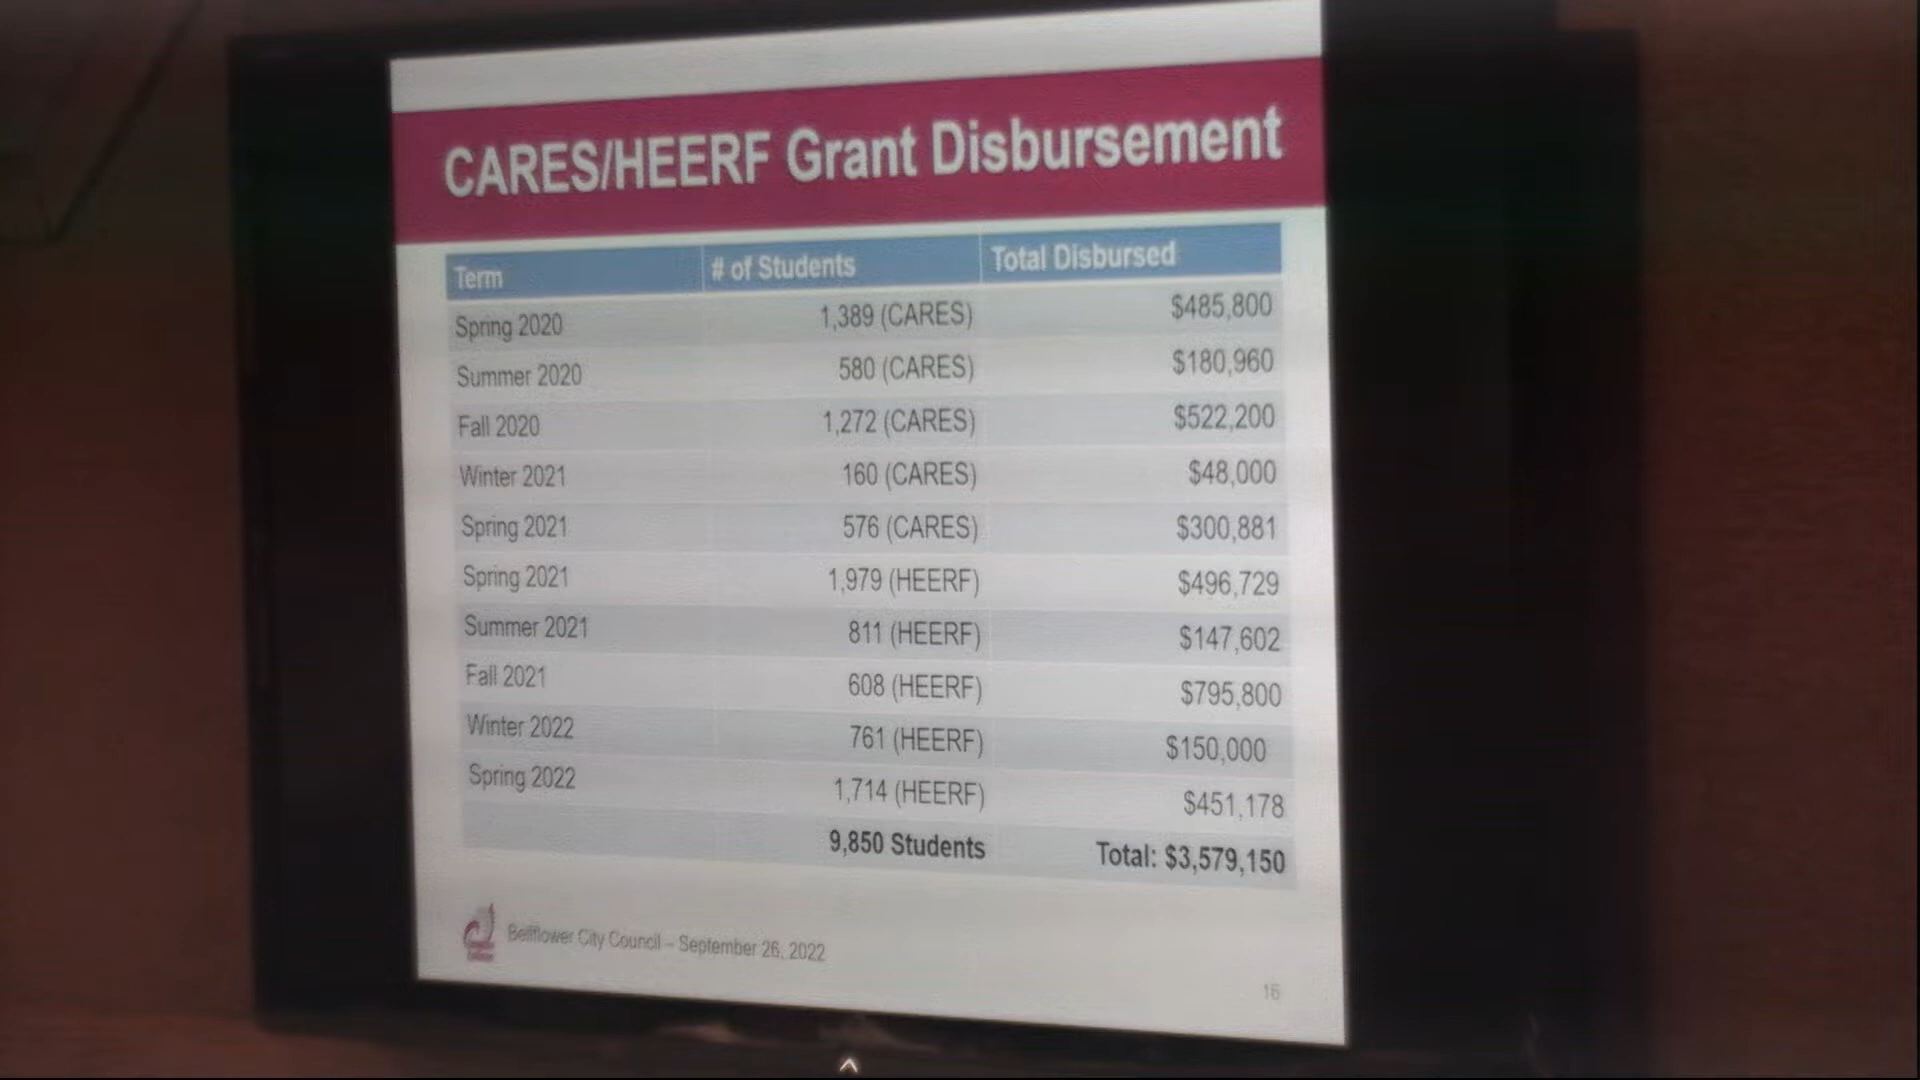 CARES/HEERF Grant Disbursement
Term # of Students Total Disbursed
Spring 2020 1,389 (CARES) $485,800
Summer 2020 580 (CARES) $180,960
Fall 2020 1,272 (CARES) $522,200
Winter 2021 160 (CARES) $48,000
Spring 2021 576 (CARES) $300,881
Spring 2021 1,979 (HEERF) $496,729
Summer 2021 811 (HEERF) $147,602
Fall 2021 608 (HEERF) $795,800
Winter 2022 761 (HEERF) $150,000
Spring 2022 1,714 (HEERF) $451,178
9,850 Students Total: $3,579,150
Bellflower City Council – September 26, 2022
16